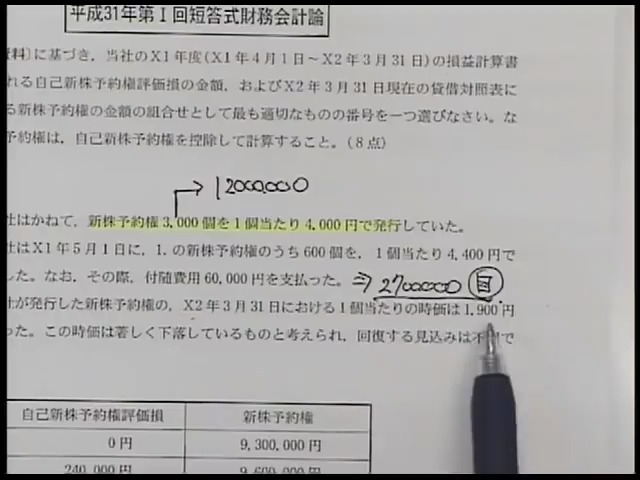 平成31年第Ⅰ回短答式財務会計論
資料〕に基づき、当社のX1年度(X1年4月1日～X2年3月31日)の損益計算書
れる自己新株予約権評価損の金額、およびX2年3月31日現在の貸借対照表に
る新株予約権の金額の組合せとして最も適切なものの番号を一つ選びなさい。な
予約権は、自己新株予約権を控除して計算すること。(8点)
12000,000
社はかねて、新株予約権3,000個を1個当たり4,000円で発行していた。
社はX1年5月1日に、1.の新株予約権のうち600個を、1個当たり4,400円で
した。なお、その際、付随費用60,000円を支払った。⇒ 2700000 自
社が発行した新株予約権の、X2年3月31日における1個当たりの時価は1,900円
った。この時価は著しく下落しているものと考えられ、回復する見込みは不 で
自己新株予約権評価損 新株予約権
0円 9,300,000円
240,000円 9,600,000円